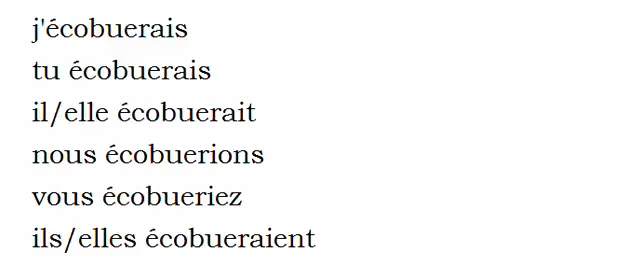 j'écobuerais
tu écobuerais
il/elle écobuerait
nous écobuerions
vous écobueriez
ils/elles écobueraient